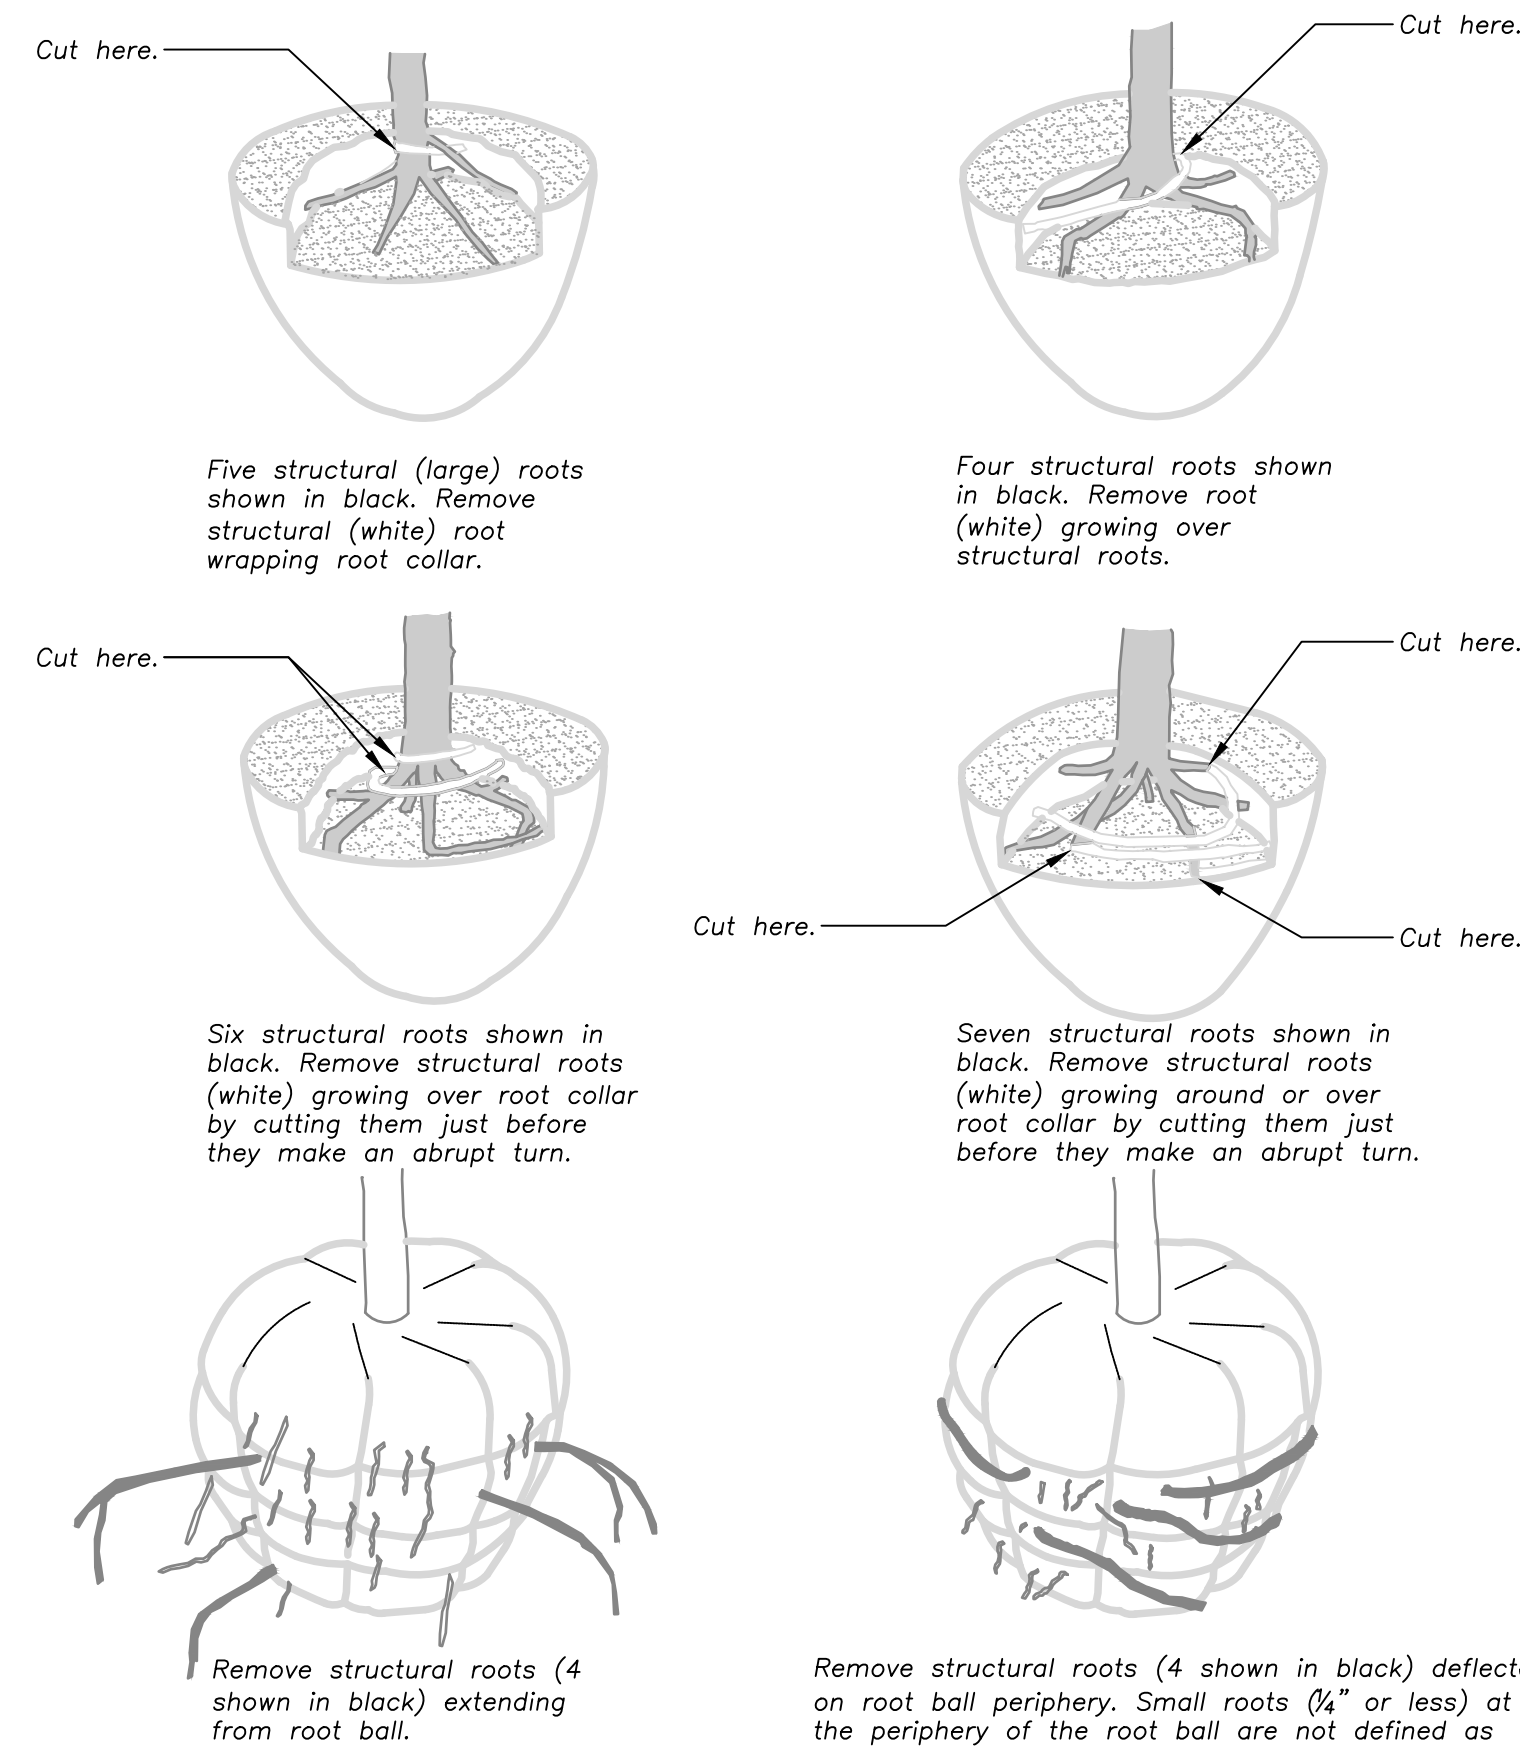 Cut here.
Cut here.
Five structural (large) roots
shown in black. Remove
structural (white) root
wrapping root collar.
Four structural roots shown
in black. Remove root
(white) growing over
structural roots.
Cut here.
Cut here.
Cut here.
Cut here.
Six structural roots shown in
black. Remove structural roots
(white) growing over root collar
by cutting them just before
they make an abrupt turn.
Seven structural roots shown in
black. Remove structural roots
(white) growing around or over
root collar by cutting them just
before they make an abrupt turn.
Remove structural roots (4
shown in black) extending
from root ball.
Remove structural roots (4 shown in black)
on root ball periphery. Small roots (¼” or less) at
the periphery of the root ball are not defined as